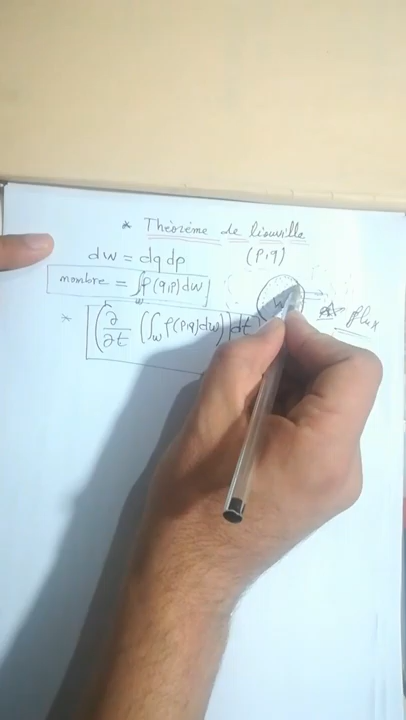 * Théorème de liouville
dw = dq dp (p,q)
nombre = ∫_w ρ(q,p)dw
* [(∂/∂t (∫_w ρ(p,q)dw)) dt
w
flux